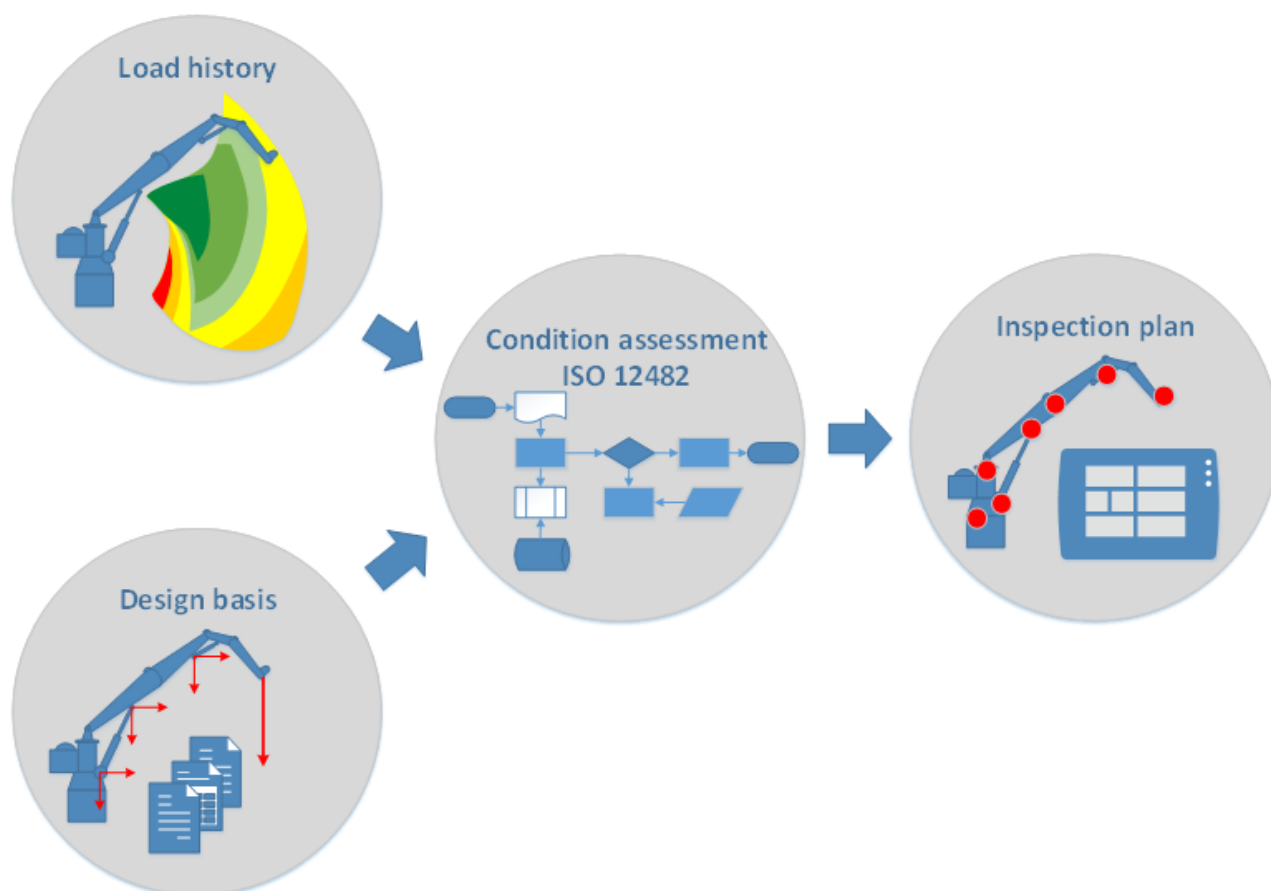 Load history
Condition assessment
ISO 12482
Inspection plan
Design basis